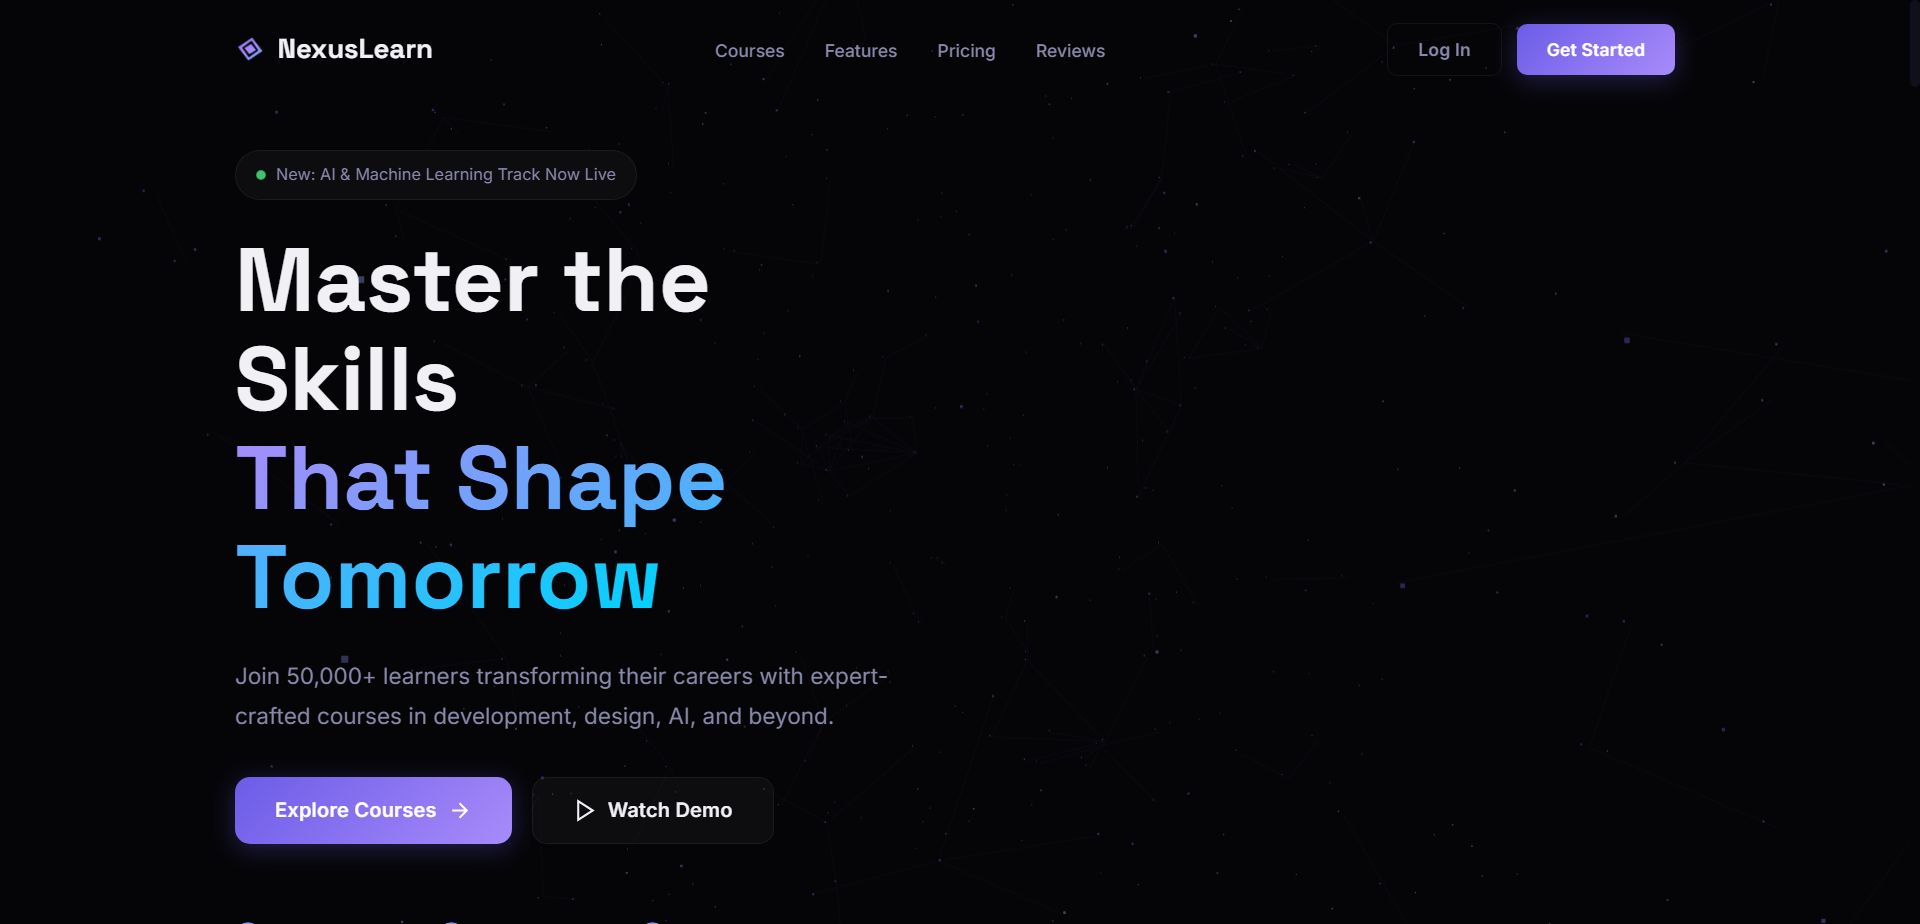 NexusLearn
Courses
Features
Pricing
Reviews
Log In
Get Started
New: AI & Machine Learning Track Now Live
Master the
Skills
That Shape
Tomorrow
Join 50,000+ learners transforming their careers with expert-
crafted courses in development, design, AI, and beyond.
Explore Courses →
Watch Demo